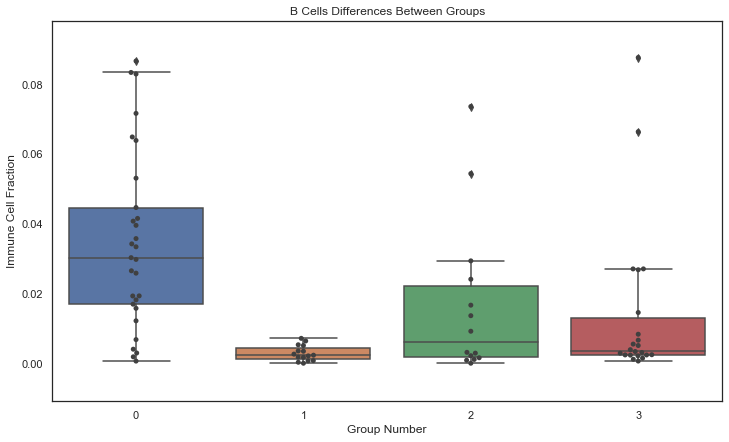 B Cells Differences Between Groups
Immune Cell Fraction
0.08
0.06
0.04
0.02
0.00
0 1 2 3
Group Number